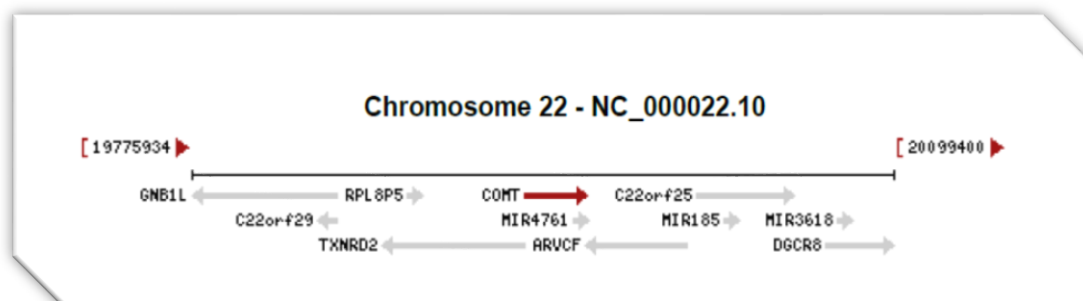 Chromosome 22 - NC_000022.10
[ 19775934 [ 20099400
GNB1L RPL8P5 COMT C22orf25
C22orf29 MIR4761 MIR185 MIR3618
TXNRD2 ARVCF DGCR8